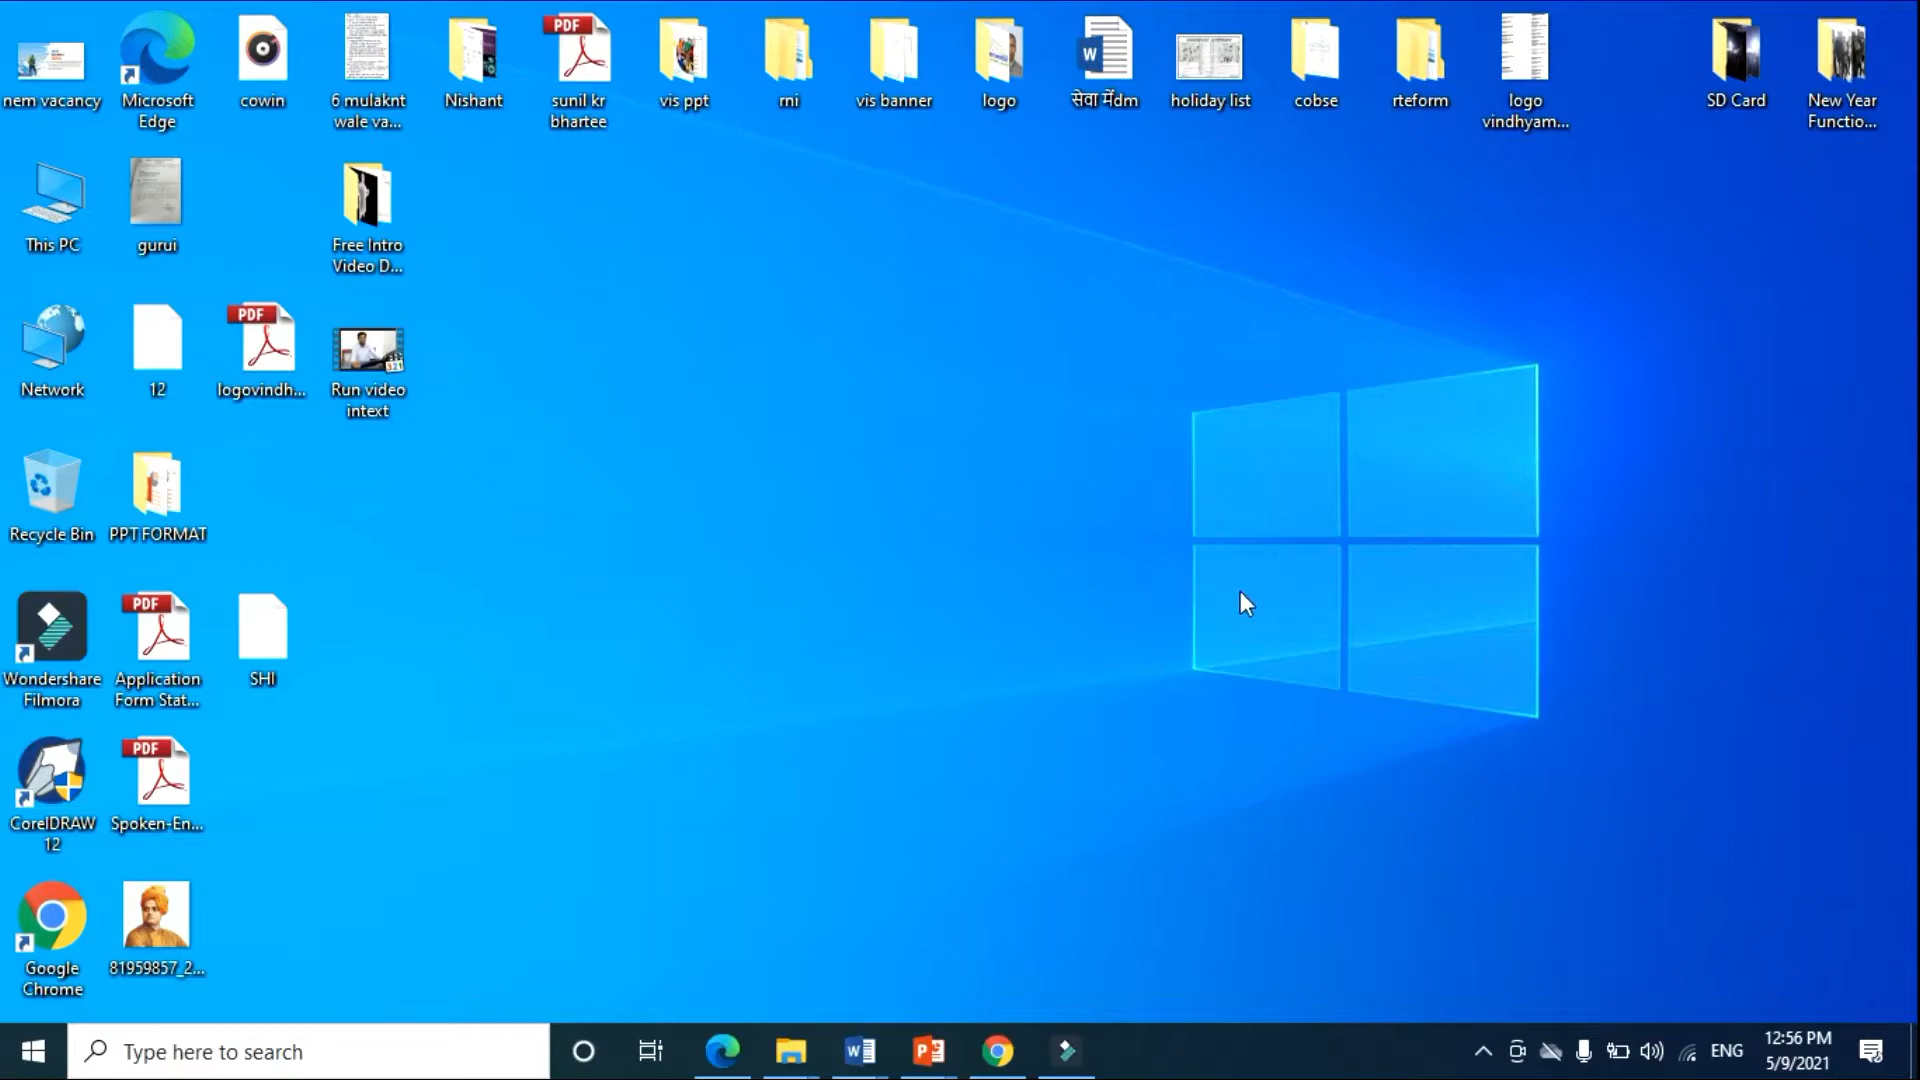 nem vacancy
Microsoft
Edge
cowin
6 mulaknt
wale va...
Nishant
PDF
sunil kr
bhartee
vis ppt
rni
vis banner
logo
W
सेवा मेंdm
holiday list
cobse
rteform
logo
vindhyam...
SD Card
New Year
Functio...
This PC
gurui
Free Intro
Video D...
Network
12
PDF
logovindh...
321
Run video
intext
Recycle Bin
PPT FORMAT
Wondershare
Filmora
PDF
Application
Form Stat...
SHI
CorelDRAW
12
PDF
Spoken-En...
Google
Chrome
81959857_2...
Type here to search
W
P
ENG
12:56 PM
5/9/2021